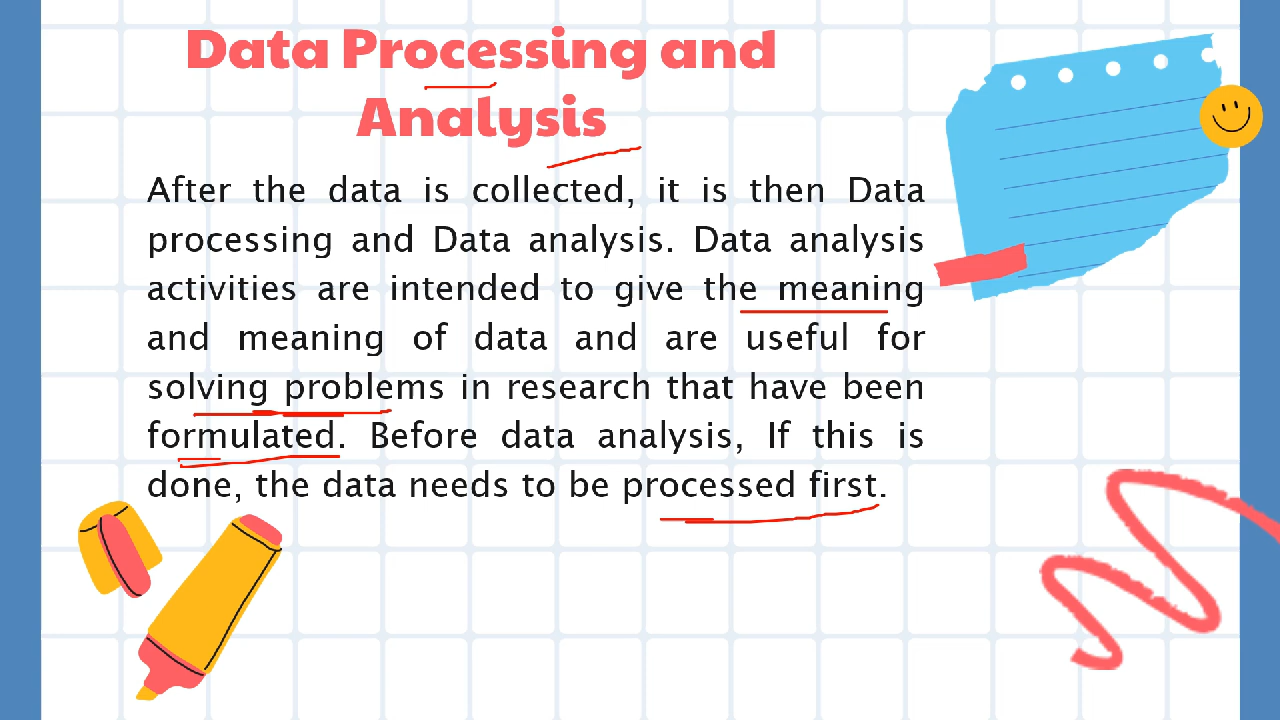 Data Processing and
Analysis
After the data is collected, it is then Data
processing and Data analysis. Data analysis
activities are intended to give the meaning
and meaning of data and are useful for
solving problems in research that have been
formulated. Before data analysis, If this is
done, the data needs to be processed first.